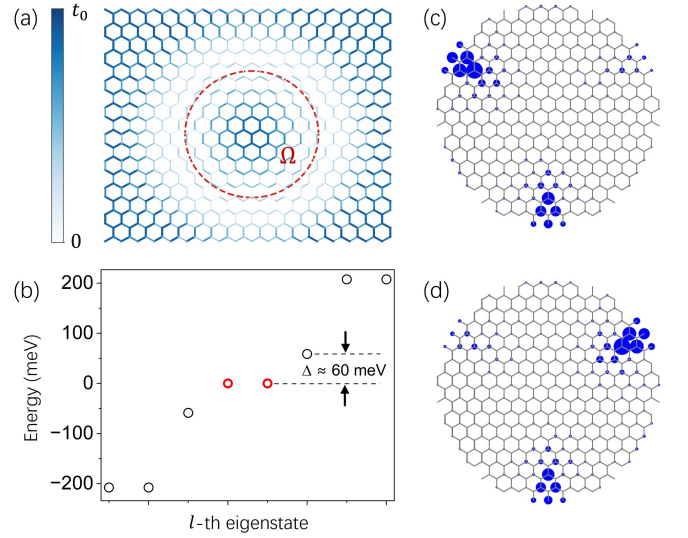 (a)
t₀
0
Ω
(b)
Energy (meV)
200
100
0
−100
−200
Δ ≈ 60 meV
l-th eigenstate
(c)
(d)